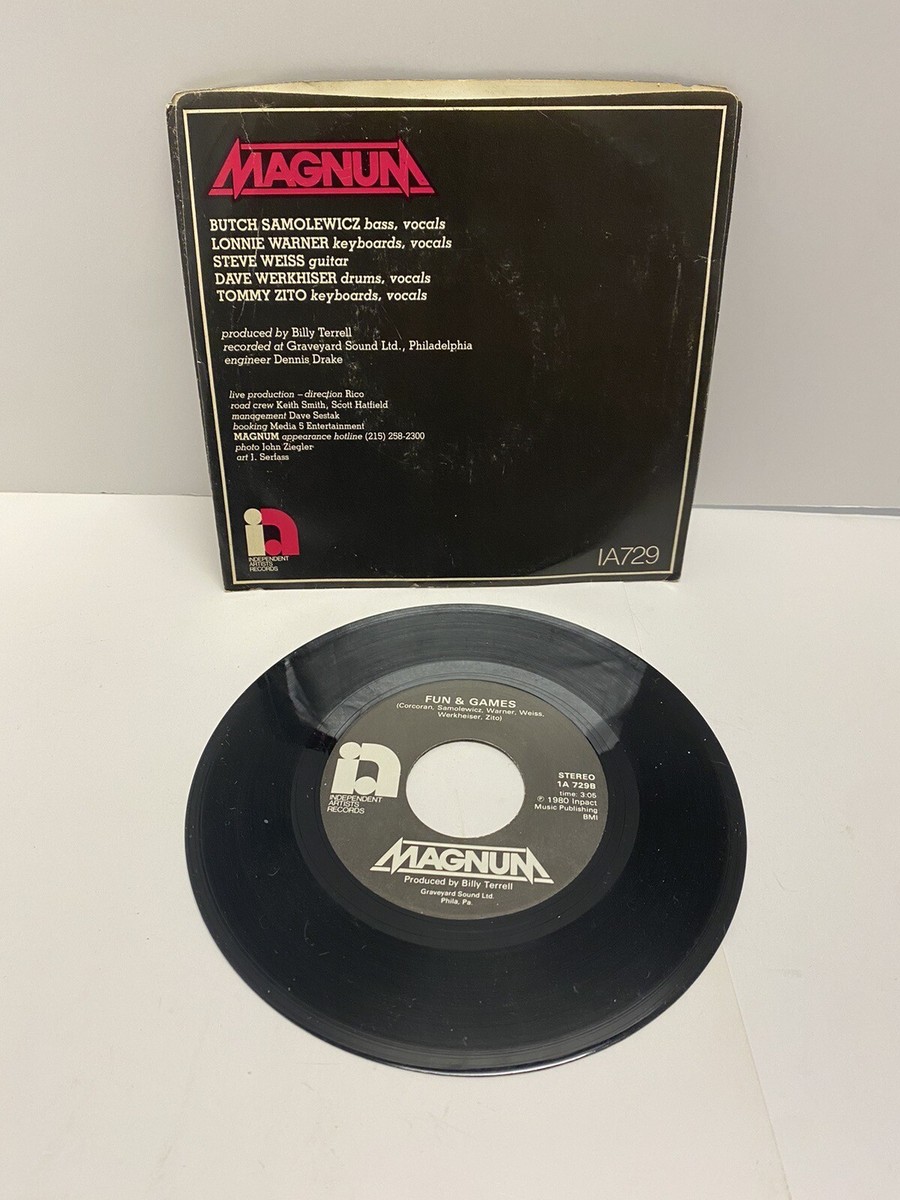 MAGNUM
BUTCH SAMOLEWICZ bass, vocals
LONNIE WARNER keyboards, vocals
STEVE WEISS guitar
DAVE WERKHISER drums, vocals
TOMMY ZITO keyboards, vocals
produced by Billy Terrell
recorded at Graveyard Sound Ltd., Philadelphia
engineer Dennis Drake
live production – direction Rico
road crew Keith Smith, Scott Hatfield
management Dave Sestak
booking Media 5 Entertainment
MAGNUM appearance hotline (215) 258-2300
photo John Ziegler
art J. Serfass
ia
INDEPENDENT
ARTISTS
RECORDS
IA729
FUN & GAMES
(Corcoran, Samolewicz, Warner, Weiss,
Werkheiser, Zito)
ia
INDEPENDENT
ARTISTS
RECORDS
STEREO
1A 729B
time: 3:05
℗ 1980 Inpact
Music Publishing
BMI
MAGNUM
Produced by Billy Terrell
Graveyard Sound Ltd.
Phila, Pa.